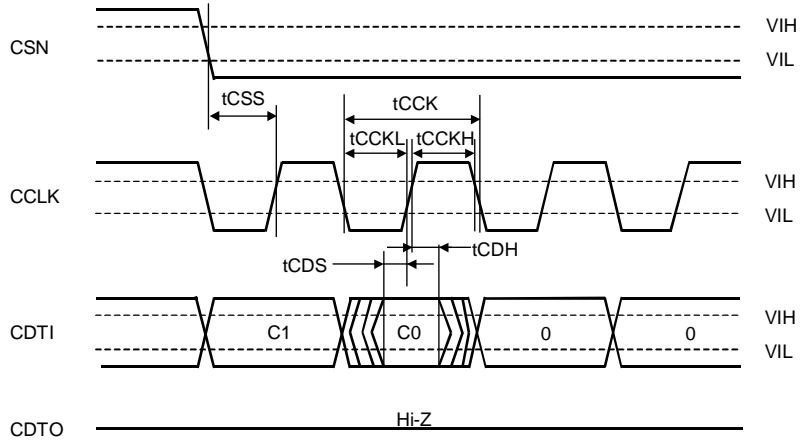 VIH
CSN
VIL
tCSS
tCCK
tCCKL
tCCKH
VIH
CCLK
VIL
tCDH
tCDS
VIH
CDTI
C1
C0
0
0
VIL
Hi-Z
CDTO